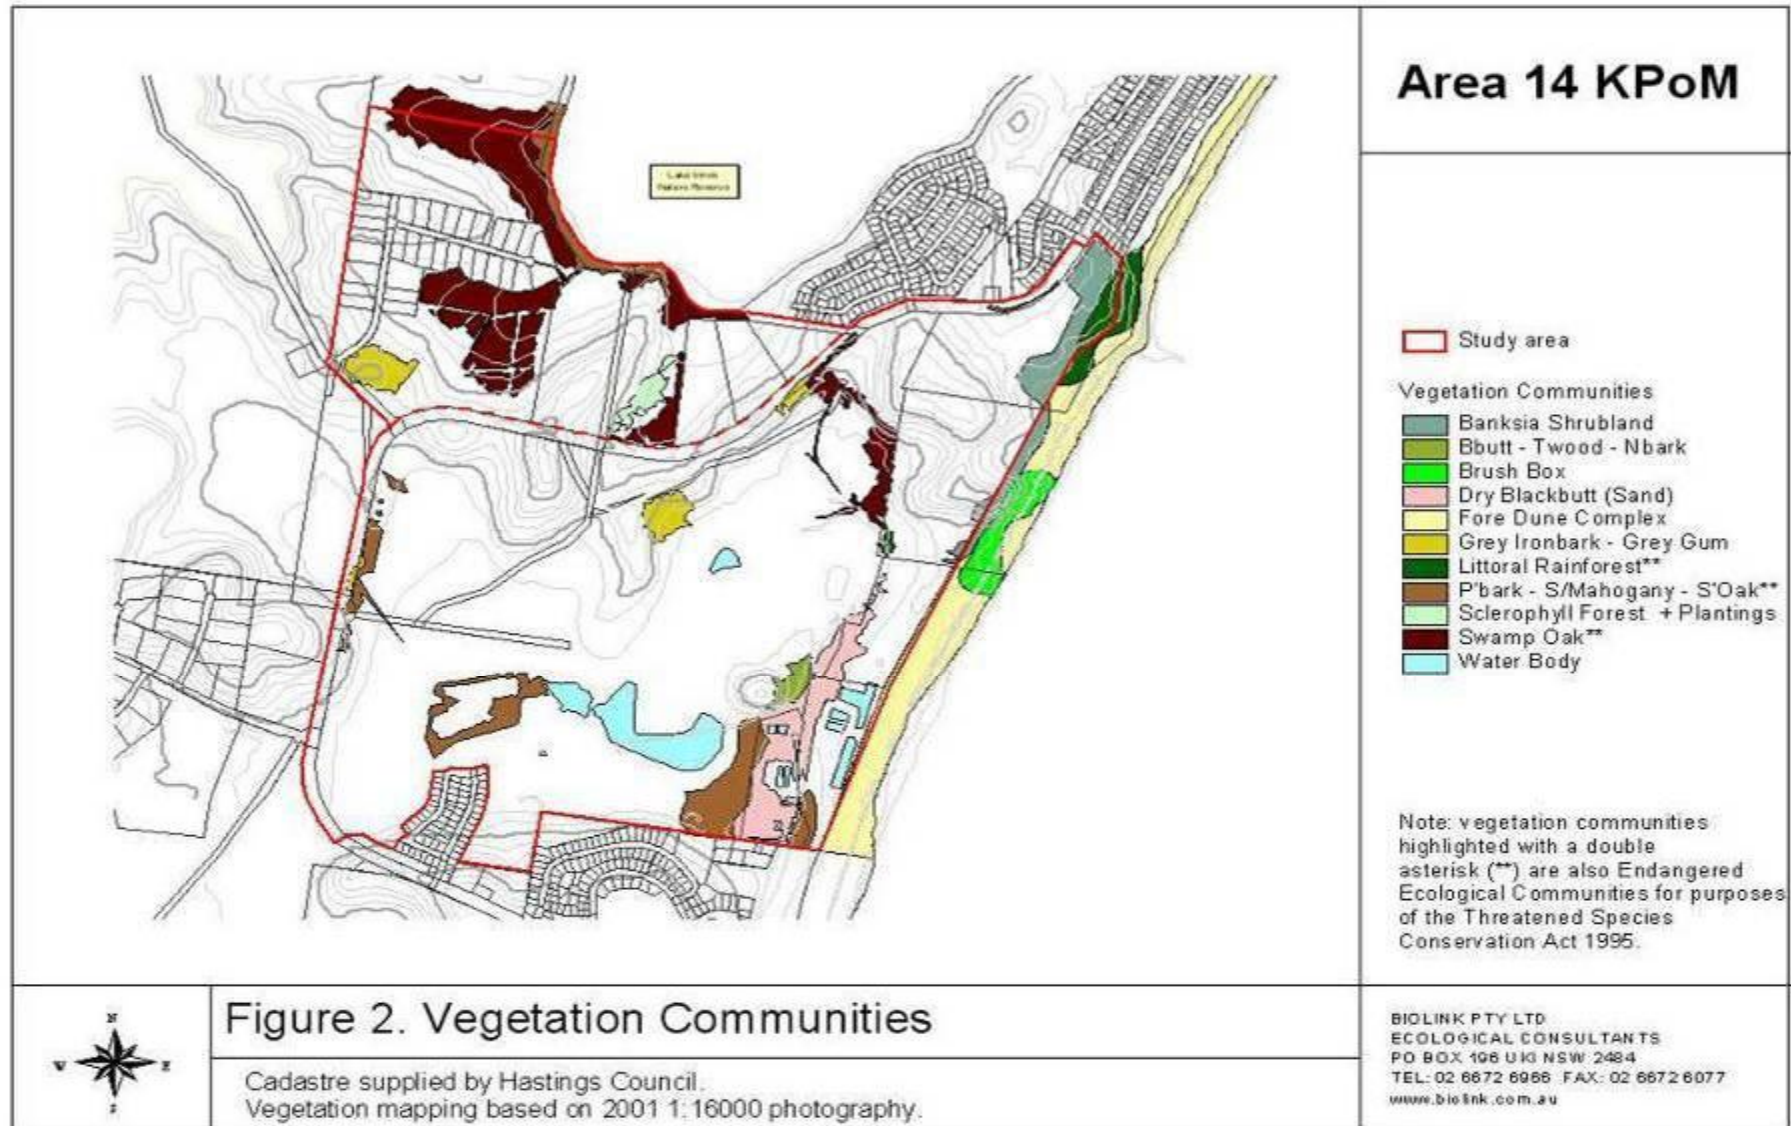 Area 14 KPoM
Lake Innes
Nature Reserve
Study area
Vegetation Communities
Banksia Shrubland
Bbutt - Twood - Nbark
Brush Box
Dry Blackbutt (Sand)
Fore Dune Complex
Grey Ironbark - Grey Gum
Littoral Rainforest**
P'bark - S/Mahogany - S'Oak**
Sclerophyll Forest + Plantings
Swamp Oak**
Water Body
Note: vegetation communities
highlighted with a double
asterisk (**) are also Endangered
Ecological Communities for purposes
of the Threatened Species
Conservation Act 1995.
N
W
E
S
Figure 2. Vegetation Communities
Cadastre supplied by Hastings Council.
Vegetation mapping based on 2001 1:16000 photography.
BIOLINK PTY LTD
ECOLOGICAL CONSULTANTS
PO BOX 196 UKI NSW 2484
TEL: 02 6672 6966 FAX: 02 6672 6077
www.biolink.com.au